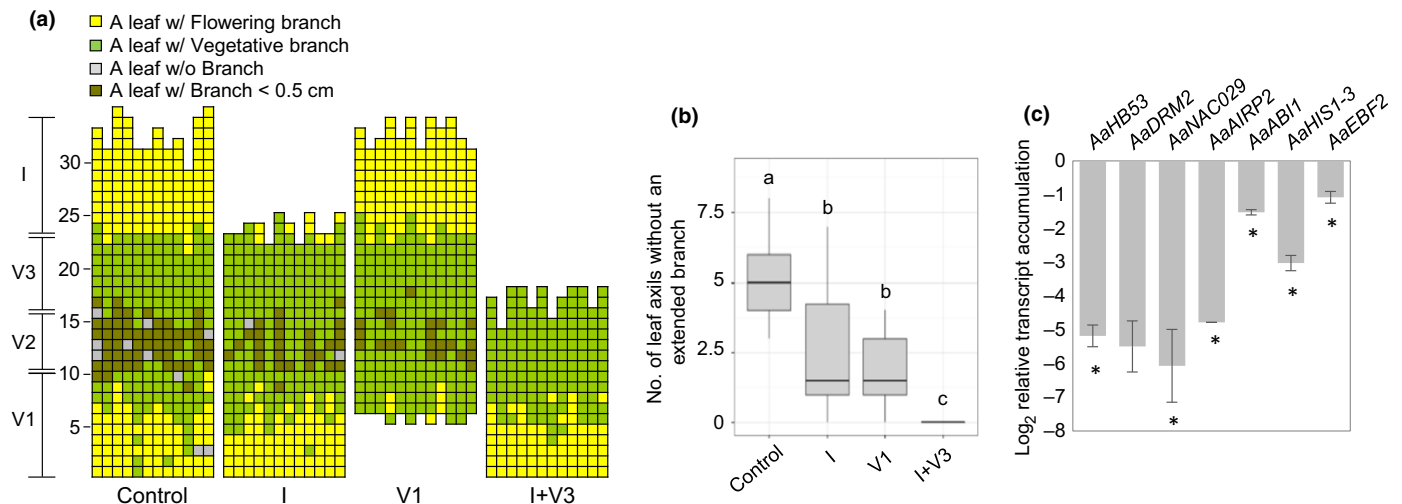 (a)
A leaf w/ Flowering branch
A leaf w/ Vegetative branch
A leaf w/o Branch
A leaf w/ Branch < 0.5 cm
I
V3
V2
V1
30
25
20
15
10
5
Control
I
V1
I+V3
(b)
No. of leaf axils without an
extended branch
7.5
5
2.5
0
a
b
b
c
Control
I
V1
I+V3
(c)
AaHB53
AaDRM2
AaNAC029
AaAIRP2
AaABI1
AaHIS1-3
AaEBF2
Log2 relative transcript accumulation
0
–1
–2
–3
–4
–5
–6
–7
–8
*
*
*
*
*
*